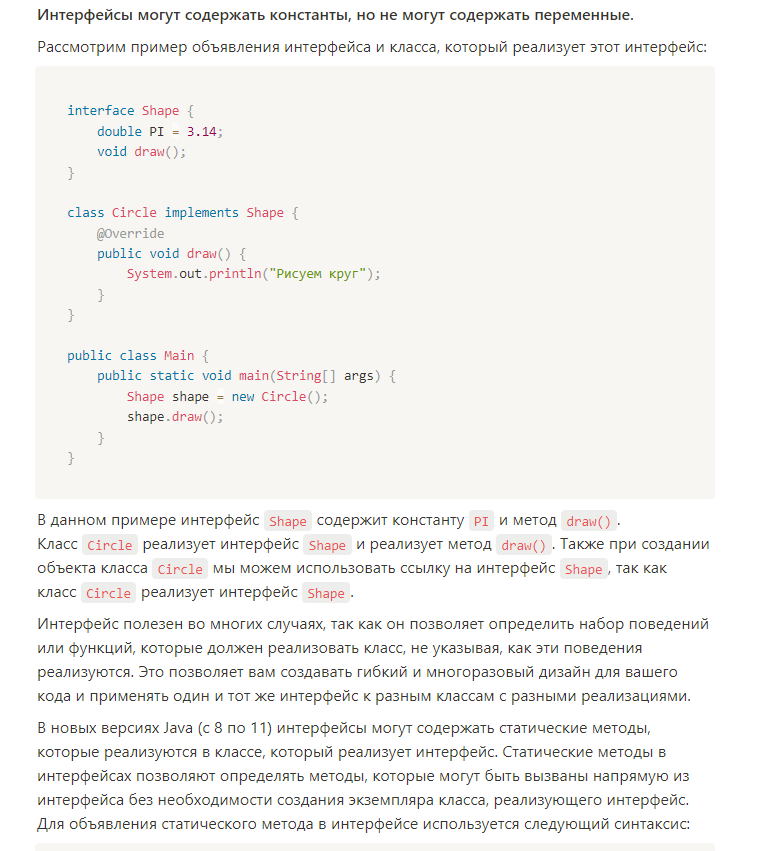 Интерфейсы могут содержать константы, но не могут содержать переменные.
Рассмотрим пример объявления интерфейса и класса, который реализует этот интерфейс:
interface Shape {
    double PI = 3.14;
    void draw();
}
class Circle implements Shape {
    @Override
    public void draw() {
        System.out.println("Рисуем круг");
    }
}
public class Main {
    public static void main(String[] args) {
        Shape shape = new Circle();
        shape.draw();
    }
}
В данном примере интерфейс Shape содержит константу PI и метод draw().
Класс Circle реализует интерфейс Shape и реализует метод draw(). Также при создании
объекта класса Circle мы можем использовать ссылку на интерфейс Shape, так как
класс Circle реализует интерфейс Shape.
Интерфейс полезен во многих случаях, так как он позволяет определить набор поведений
или функций, которые должен реализовать класс, не указывая, как эти поведения
реализуются. Это позволяет вам создавать гибкий и многоразовый дизайн для вашего
кода и применять один и тот же интерфейс к разным классам с разными реализациями.
В новых версиях Java (с 8 по 11) интерфейсы могут содержать статические методы,
которые реализуются в классе, который реализует интерфейс. Статические методы в
интерфейсах позволяют определять методы, которые могут быть вызваны напрямую из
интерфейса без необходимости создания экземпляра класса, реализующего интерфейс.
Для объявления статического метода в интерфейсе используется следующий синтаксис: